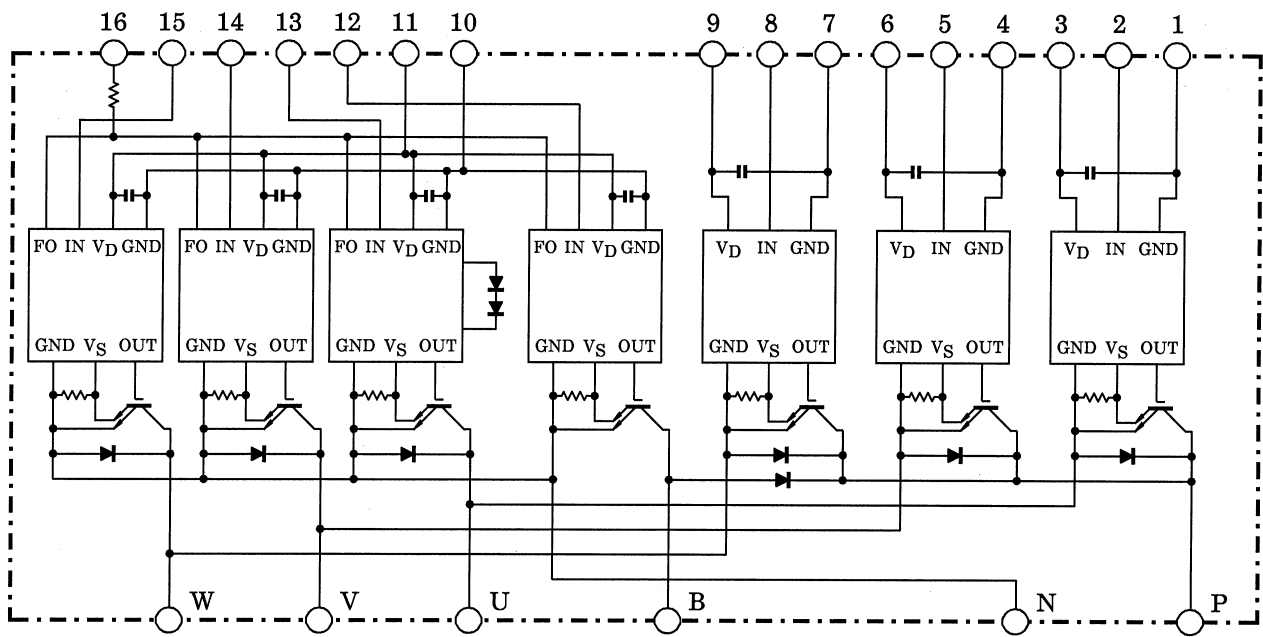 16 15 14 13 12 11 10 9 8 7 6 5 4 3 2 1
FO IN VD GND FO IN VD GND FO IN VD GND FO IN VD GND VD IN GND VD IN GND VD IN GND
GND VS OUT GND VS OUT GND VS OUT GND VS OUT GND VS OUT GND VS OUT GND VS OUT
W V U B N P